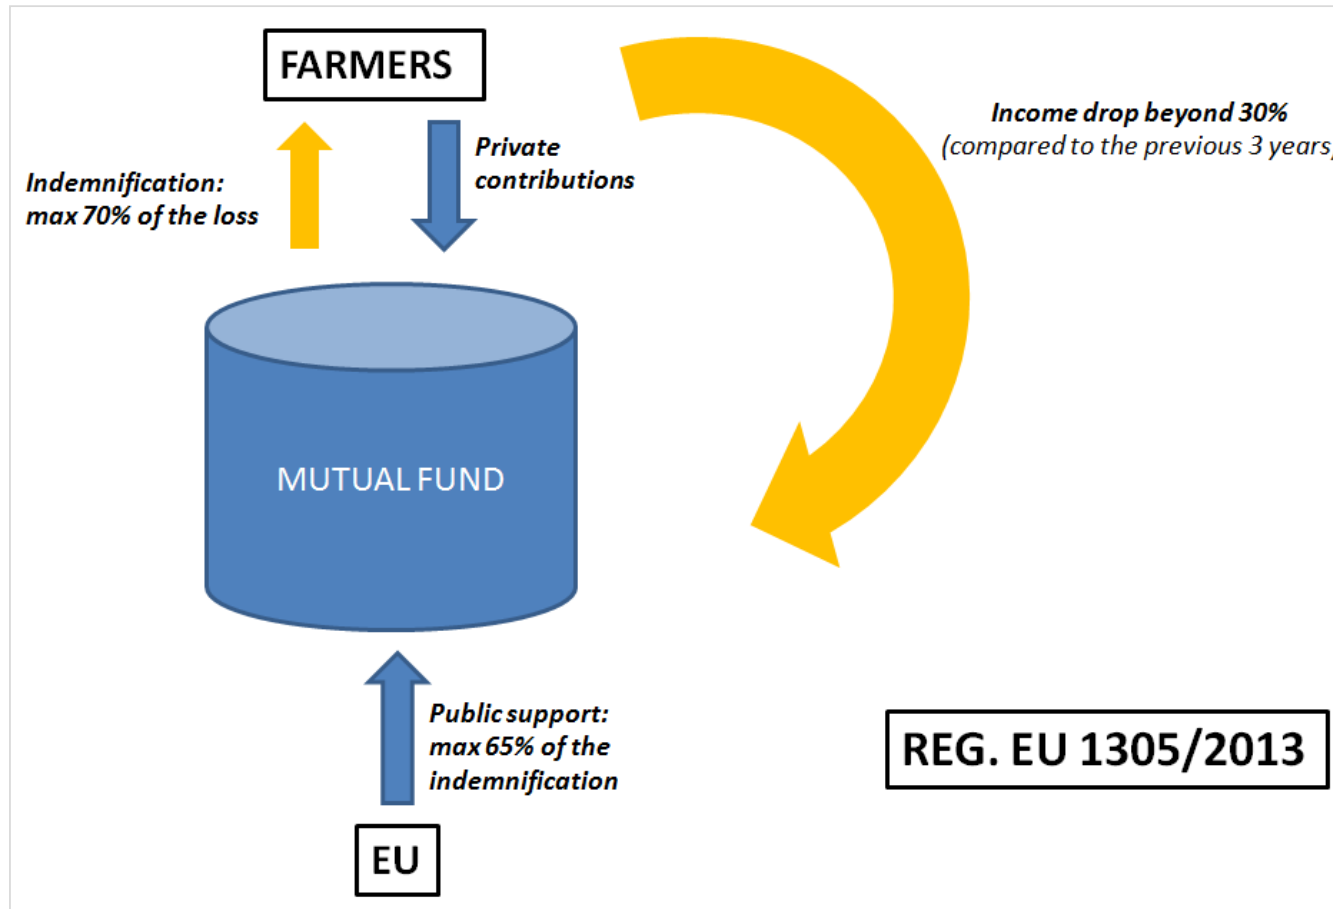 FARMERS
Income drop beyond 30%
(compared to the previous 3 years)
Private
contributions
Indemnification:
max 70% of the loss
MUTUAL FUND
Public support:
max 65% of the
indemnification
REG. EU 1305/2013
EU